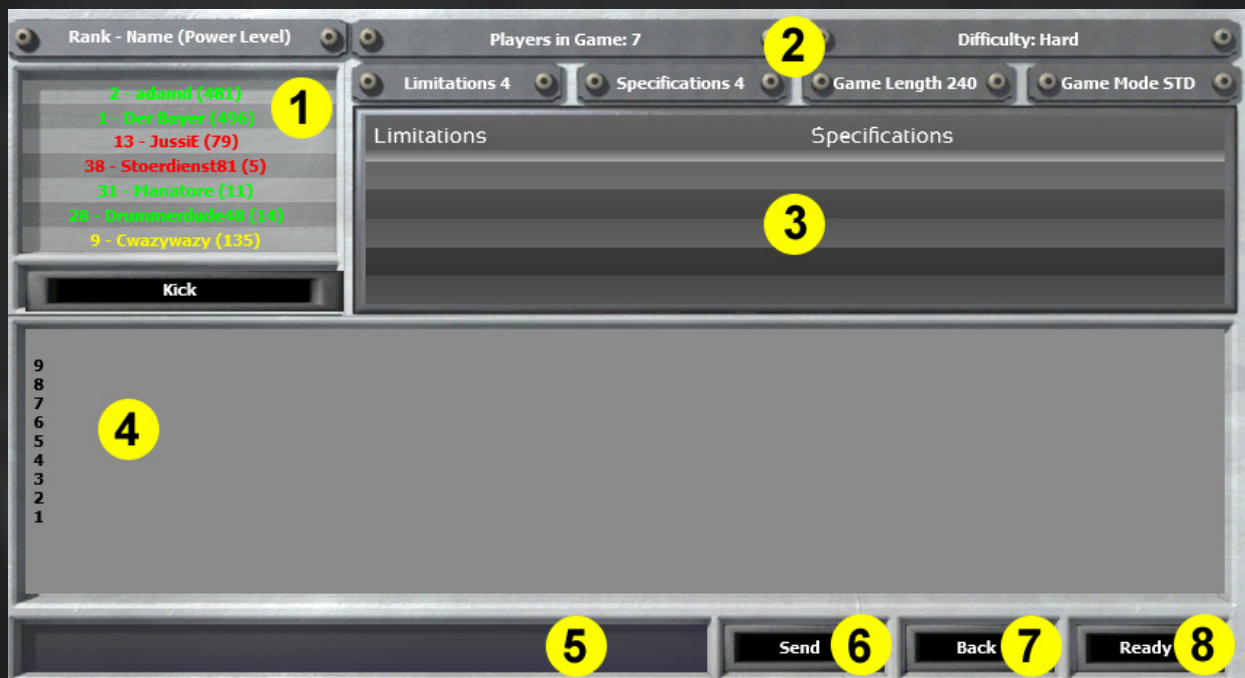 Rank - Name (Power Level)
Players in Game: 7
2
Difficulty: Hard
Limitations 4
Specifications 4
Game Length 240
Game Mode STD
1
2 - adamd (481)
1 - Der Bayer (496)
13 - JussiE (79)
38 - Stoerdienst81 (5)
31 - Manatore (11)
28 - Drummerdude48 (14)
9 - Cwazywazy (135)
Kick
Limitations
Specifications
3
9
8
7
6
5
4
3
2
1
4
5
Send
6
Back
7
Ready
8